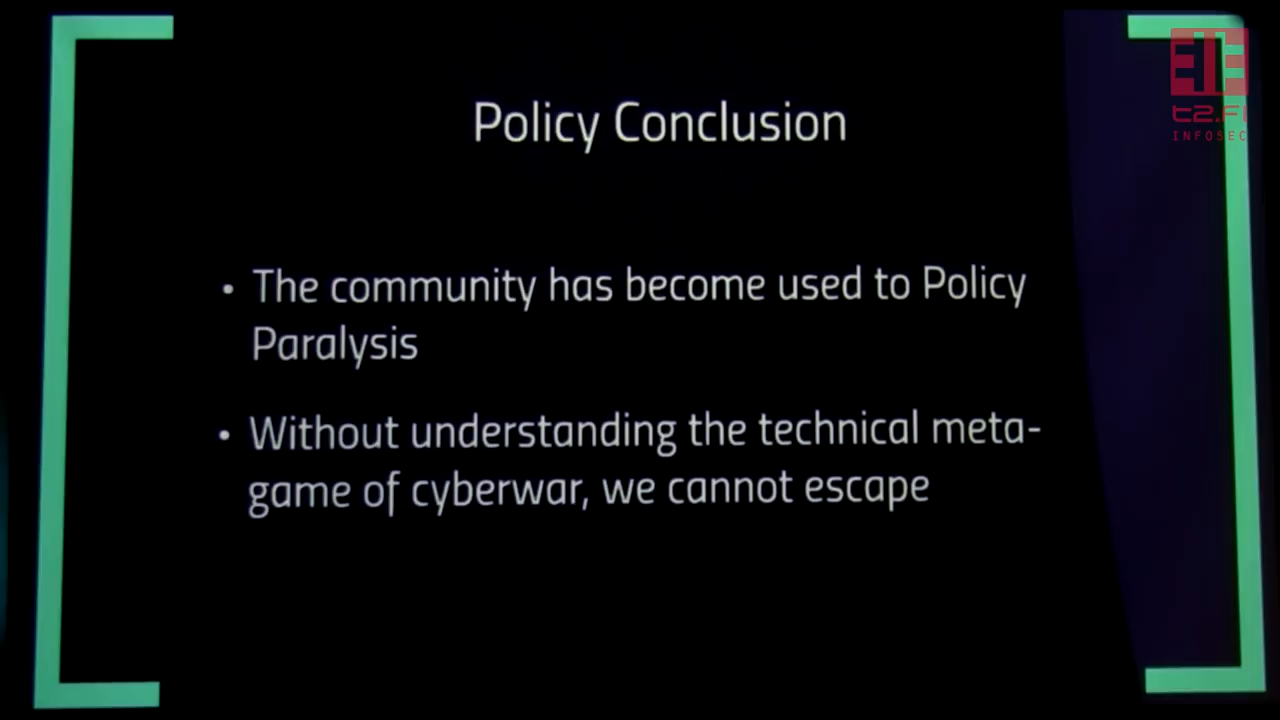 Policy Conclusion
t2.fi
INFOSEC
• The community has become used to Policy
Paralysis
• Without understanding the technical meta-
game of cyberwar, we cannot escape